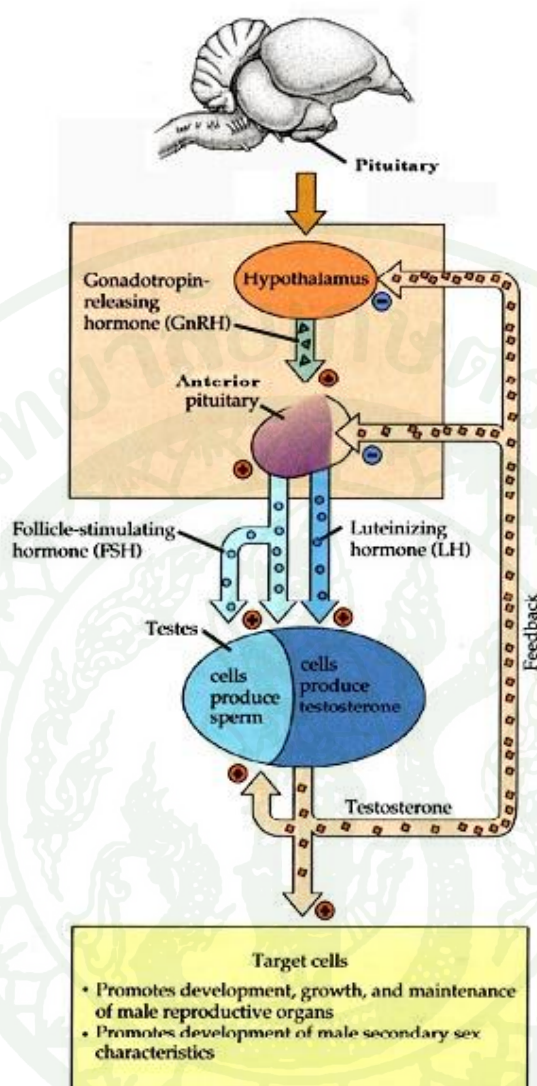 Pituitary
Hypothalamus
Gonadotropin-
releasing
hormone (GnRH)
Anterior
pituitary
Follicle-stimulating
hormone (FSH)
Luteinizing
hormone (LH)
Testes
cells
produce
sperm
cells
produce
testosterone
Feedback
Testosterone
Target cells
• Promotes development, growth, and maintenance
of male reproductive organs
• Promotes development of male secondary sex
characteristics